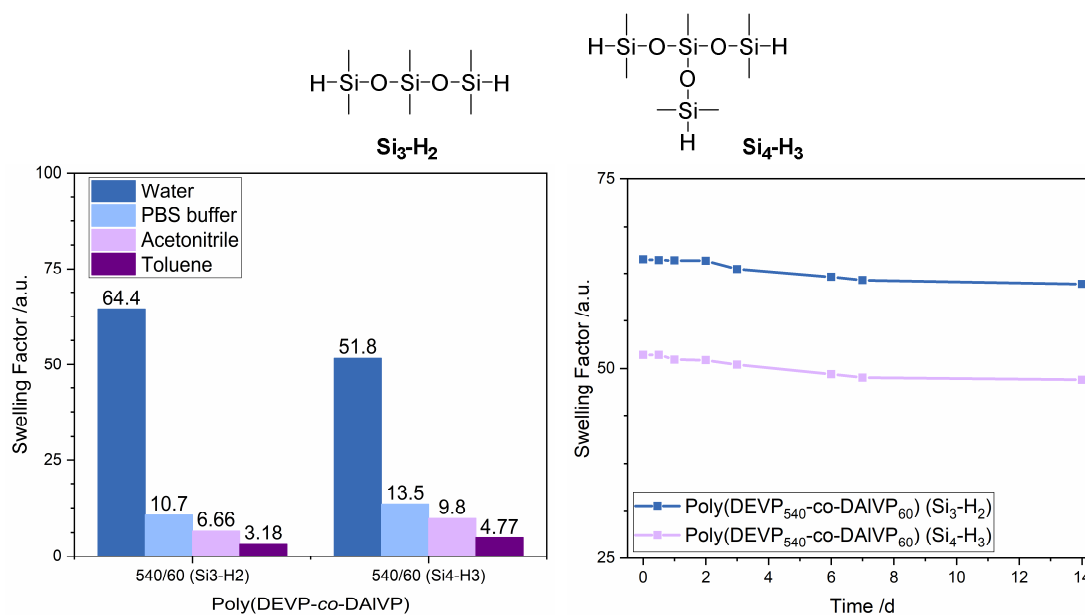 H-Si-O-Si-O-Si-H
Si₃-H₂
H-Si-O-Si-O-Si-H
O
Si
H
Si₄-H₃
Swelling Factor /a.u.
100
75
50
25
0
Water
PBS buffer
Acetonitrile
Toluene
64.4
10.7
6.66
3.18
51.8
13.5
9.8
4.77
540/60 (Si3-H2)
540/60 (Si4-H3)
Poly(DEVP-co-DAlVP)
Swelling Factor /a.u.
75
50
25
Poly(DEVP₅₄₀-co-DAlVP₆₀) (Si₃-H₂)
Poly(DEVP₅₄₀-co-DAlVP₆₀) (Si₄-H₃)
0 2 4 6 8 10 12 14
Time /d